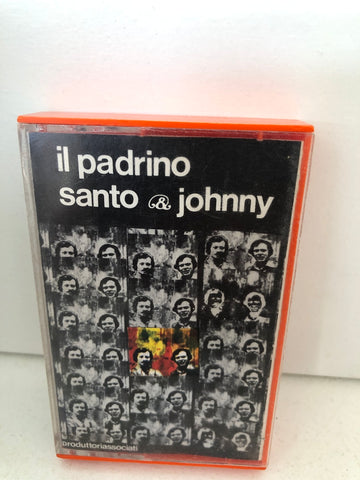 il padrino
santo & johnny
produttoriassociati